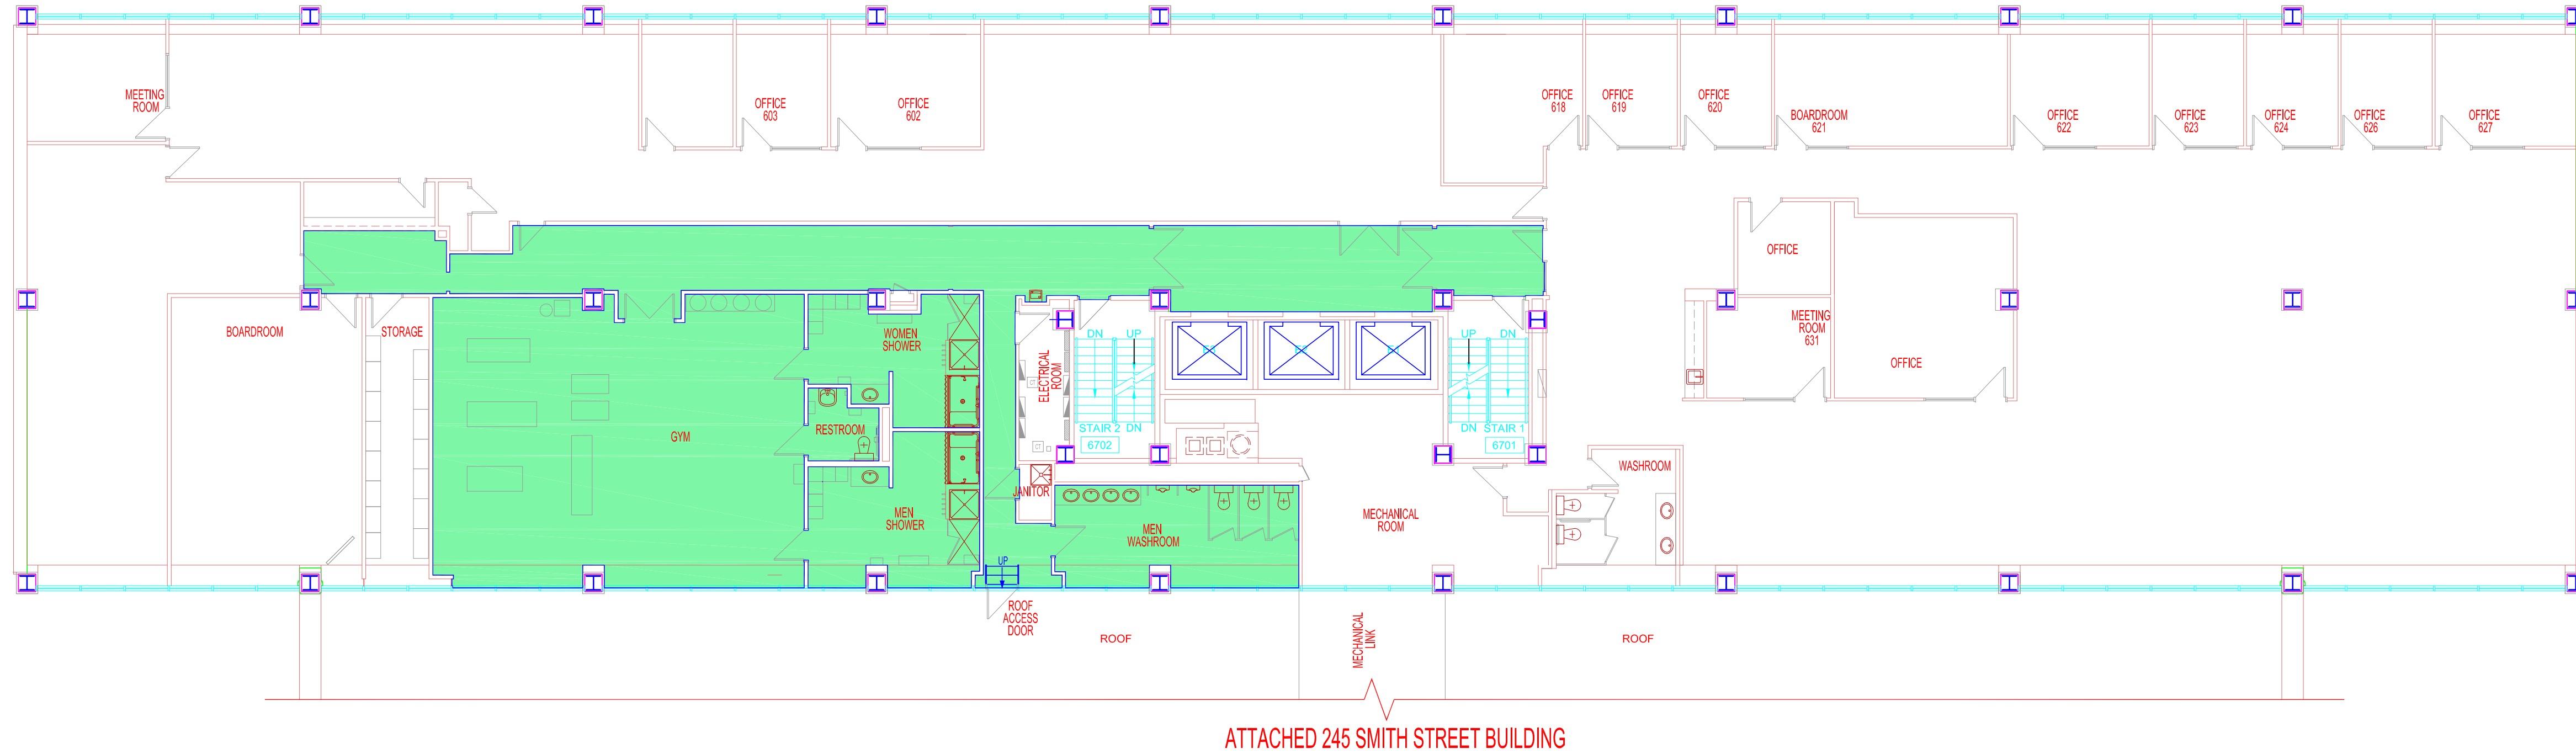 MEETING
ROOM
OFFICE
603
OFFICE
602
OFFICE
618
OFFICE
619
OFFICE
620
BOARDROOM
621
OFFICE
622
OFFICE
623
OFFICE
624
OFFICE
626
OFFICE
627
OFFICE
MEETING
ROOM
631
OFFICE
BOARDROOM
STORAGE
GYM
WOMEN
SHOWER
RESTROOM
MEN
SHOWER
ELECTRICAL
ROOM
DN
UP
STAIR 2
DN
6702
UP
DN
DN
STAIR 1
6701
JANITOR
MEN
WASHROOM
MECHANICAL
ROOM
WASHROOM
UP
ROOF
ACCESS
DOOR
ROOF
MECHANICAL
LINK
ROOF
ATTACHED 245 SMITH STREET BUILDING